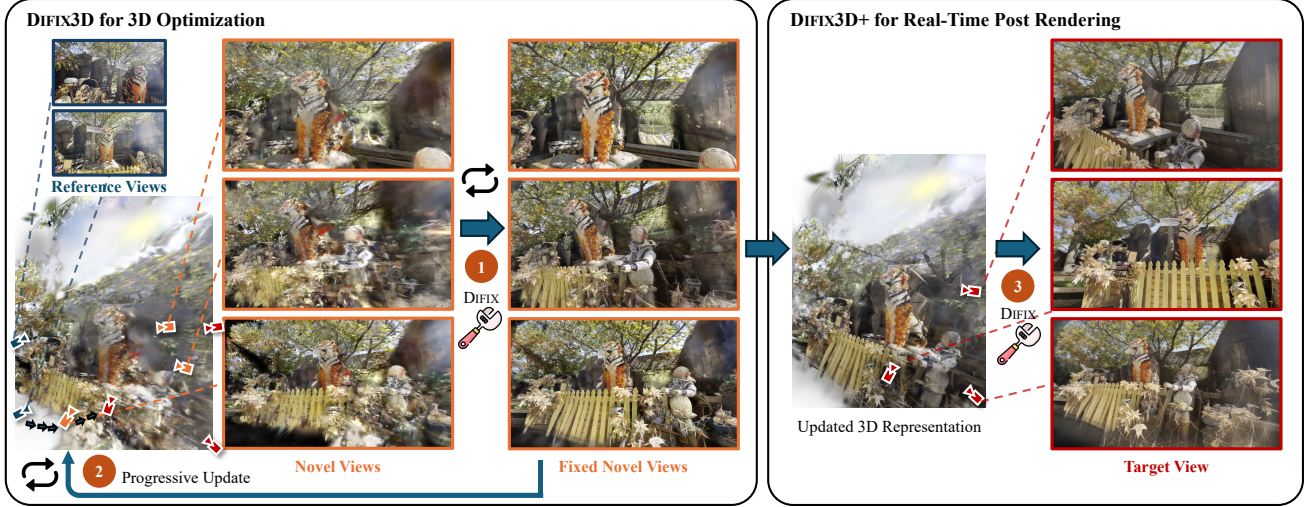 DIFIX3D for 3D Optimization
Reference Views
1
DIFIX
2
Progressive Update
Novel Views
Fixed Novel Views
DIFIX3D+ for Real-Time Post Rendering
3
DIFIX
Updated 3D Representation
Target View